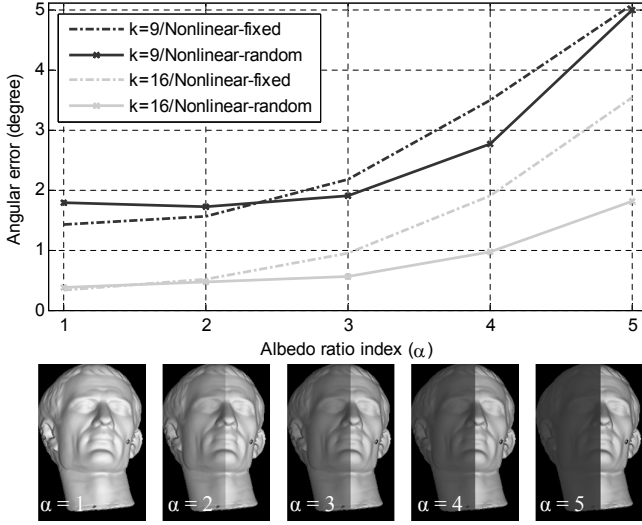 5
4
3
2
1
0
Angular error (degree)
k=9/Nonlinear-fixed
k=9/Nonlinear-random
k=16/Nonlinear-fixed
k=16/Nonlinear-random
1 2 3 4 5
Albedo ratio index (α)
α = 1 α = 2 α = 3 α = 4 α = 5